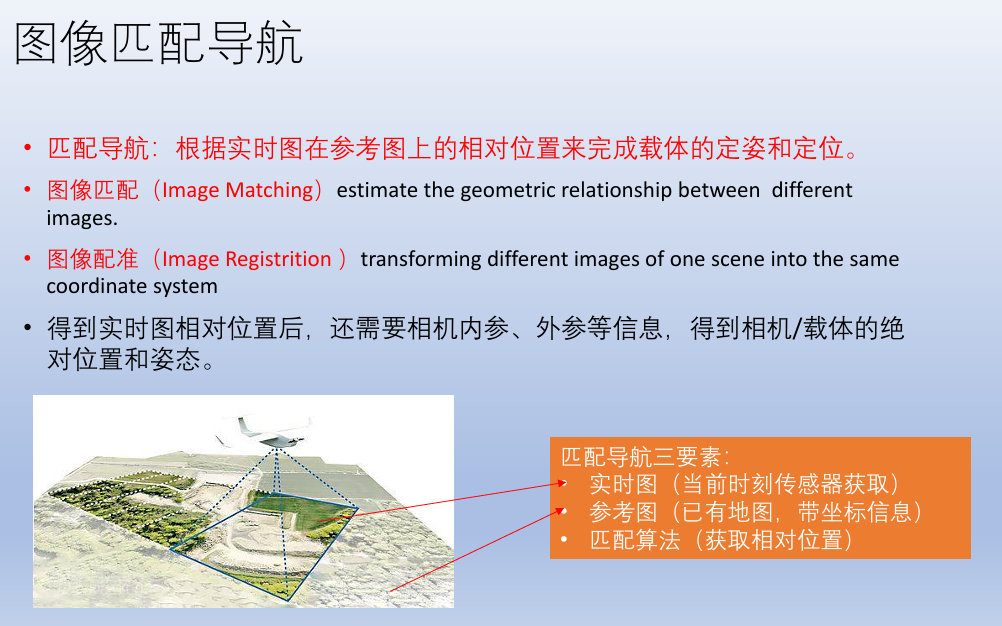 图像匹配导航
• 匹配导航：根据实时图在参考图上的相对位置来完成载体的定姿和定位。
• 图像匹配（Image Matching）estimate the geometric relationship between  different
images.
• 图像配准（Image Registrition ）transforming different images of one scene into the same
coordinate system
• 得到实时图相对位置后，还需要相机内参、外参等信息，得到相机/载体的绝
对位置和姿态。
匹配导航三要素：
• 实时图（当前时刻传感器获取）
• 参考图（已有地图，带坐标信息）
• 匹配算法（获取相对位置）